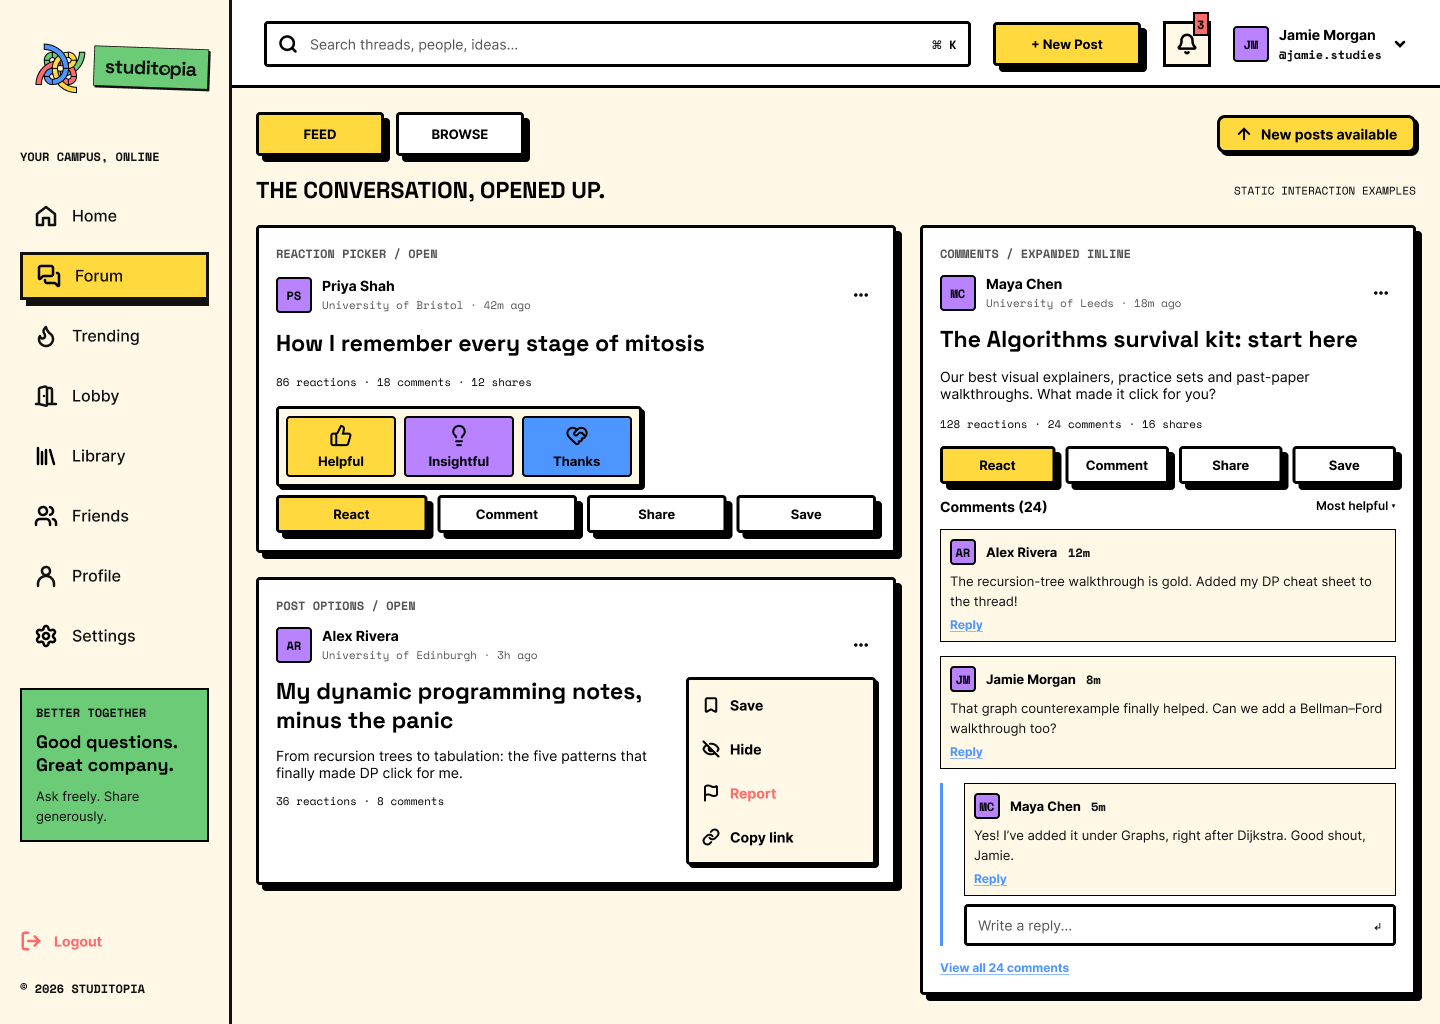 studitopia
YOUR CAMPUS, ONLINE
Home
Forum
Trending
Lobby
Library
Friends
Profile
Settings
BETTER TOGETHER
Good questions.
Great company.
Ask freely. Share
generously.
Logout
© 2026 STUDITOPIA
Search threads, people, ideas...
⌘ K
+ New Post
3
JM
Jamie Morgan
@jamie.studies
FEED
BROWSE
New posts available
THE CONVERSATION, OPENED UP.
STATIC INTERACTION EXAMPLES
REACTION PICKER / OPEN
PS
Priya Shah
University of Bristol · 42m ago
How I remember every stage of mitosis
86 reactions · 18 comments · 12 shares
Helpful
Insightful
Thanks
React
Comment
Share
Save
POST OPTIONS / OPEN
AR
Alex Rivera
University of Edinburgh · 3h ago
My dynamic programming notes,
minus the panic
From recursion trees to tabulation: the five patterns that
finally made DP click for me.
36 reactions · 8 comments
Save
Hide
Report
Copy link
COMMENTS / EXPANDED INLINE
MC
Maya Chen
University of Leeds · 18m ago
The Algorithms survival kit: start here
Our best visual explainers, practice sets and past-paper
walkthroughs. What made it click for you?
128 reactions · 24 comments · 16 shares
React
Comment
Share
Save
Comments (24)
Most helpful ▾
AR
Alex Rivera 12m
The recursion-tree walkthrough is gold. Added my DP cheat sheet to
the thread!
Reply
JM
Jamie Morgan 8m
That graph counterexample finally helped. Can we add a Bellman–Ford
walkthrough too?
Reply
MC
Maya Chen 5m
Yes! I’ve added it under Graphs, right after Dijkstra. Good shout,
Jamie.
Reply
Write a reply... ↲
View all 24 comments